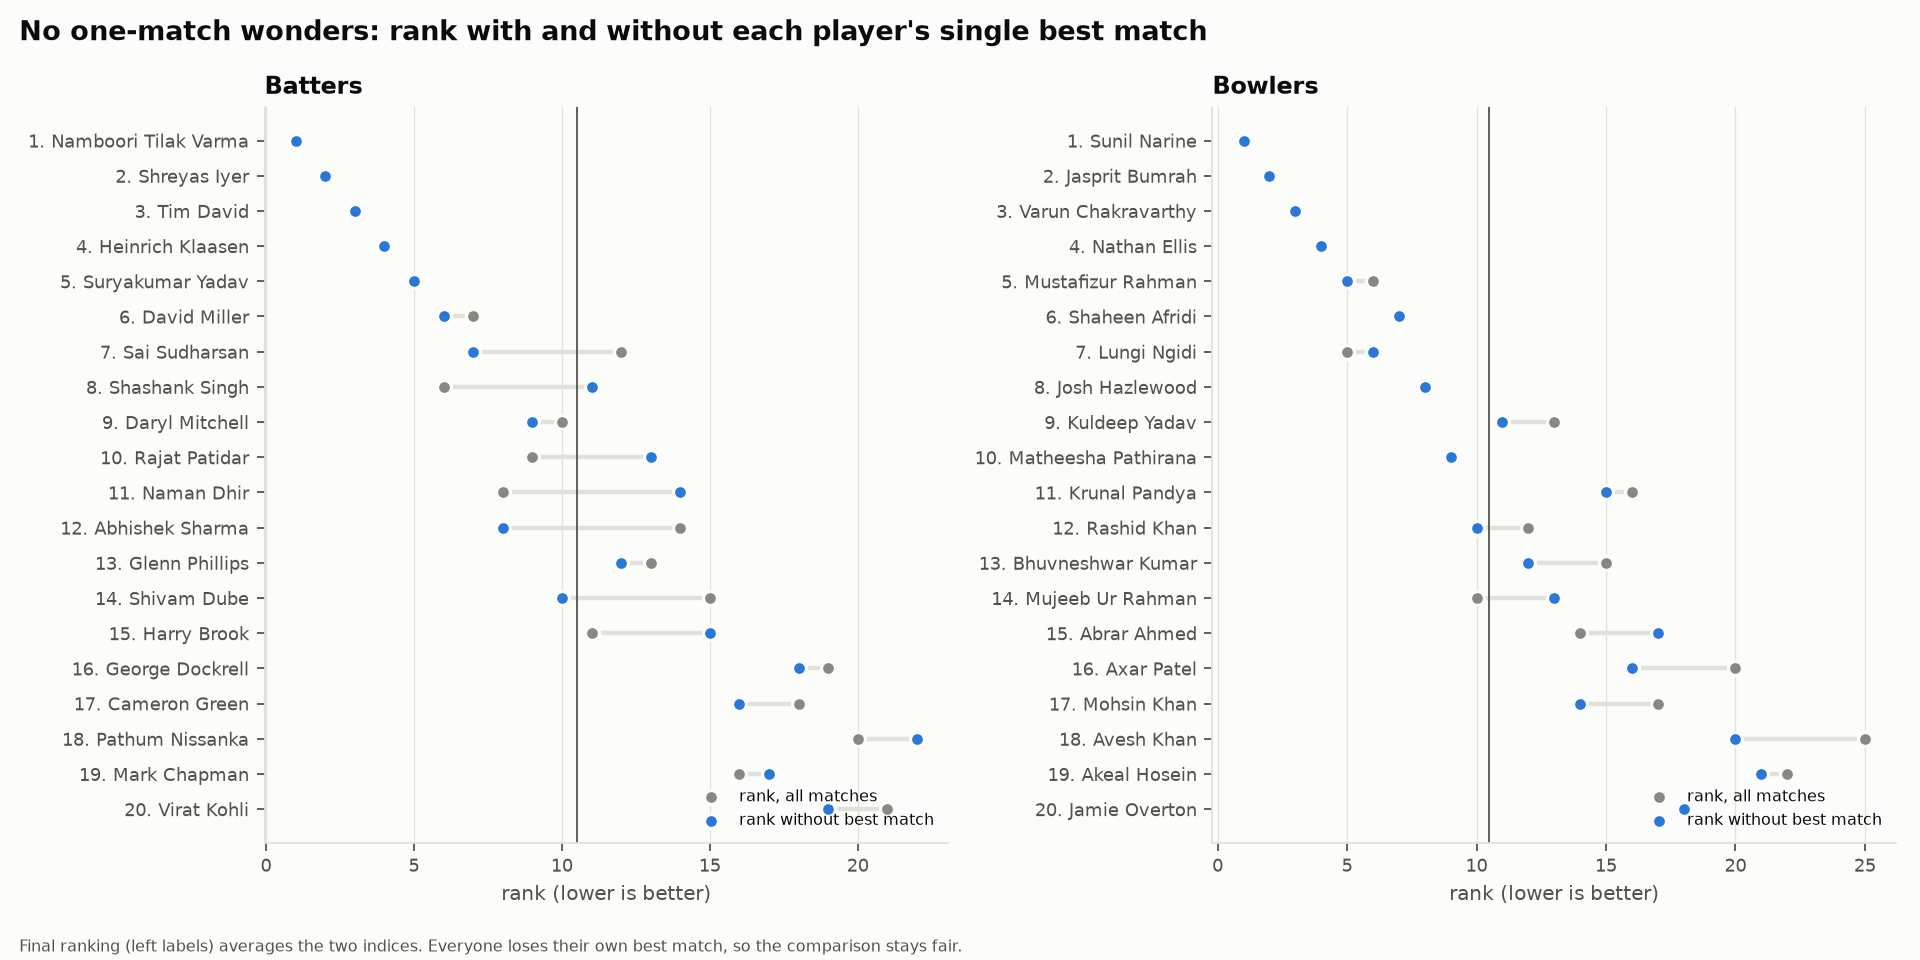 No one-match wonders: rank with and without each player's single best match
Batters
1. Namboori Tilak Varma
2. Shreyas Iyer
3. Tim David
4. Heinrich Klaasen
5. Suryakumar Yadav
6. David Miller
7. Sai Sudharsan
8. Shashank Singh
9. Daryl Mitchell
10. Rajat Patidar
11. Naman Dhir
12. Abhishek Sharma
13. Glenn Phillips
14. Shivam Dube
15. Harry Brook
16. George Dockrell
17. Cameron Green
18. Pathum Nissanka
19. Mark Chapman
20. Virat Kohli
rank, all matches
rank without best match
0 5 10 15 20
rank (lower is better)
Bowlers
1. Sunil Narine
2. Jasprit Bumrah
3. Varun Chakravarthy
4. Nathan Ellis
5. Mustafizur Rahman
6. Shaheen Afridi
7. Lungi Ngidi
8. Josh Hazlewood
9. Kuldeep Yadav
10. Matheesha Pathirana
11. Krunal Pandya
12. Rashid Khan
13. Bhuvneshwar Kumar
14. Mujeeb Ur Rahman
15. Abrar Ahmed
16. Axar Patel
17. Mohsin Khan
18. Avesh Khan
19. Akeal Hosein
20. Jamie Overton
rank, all matches
rank without best match
0 5 10 15 20 25
rank (lower is better)
Final ranking (left labels) averages the two indices. Everyone loses their own best match, so the comparison stays fair.